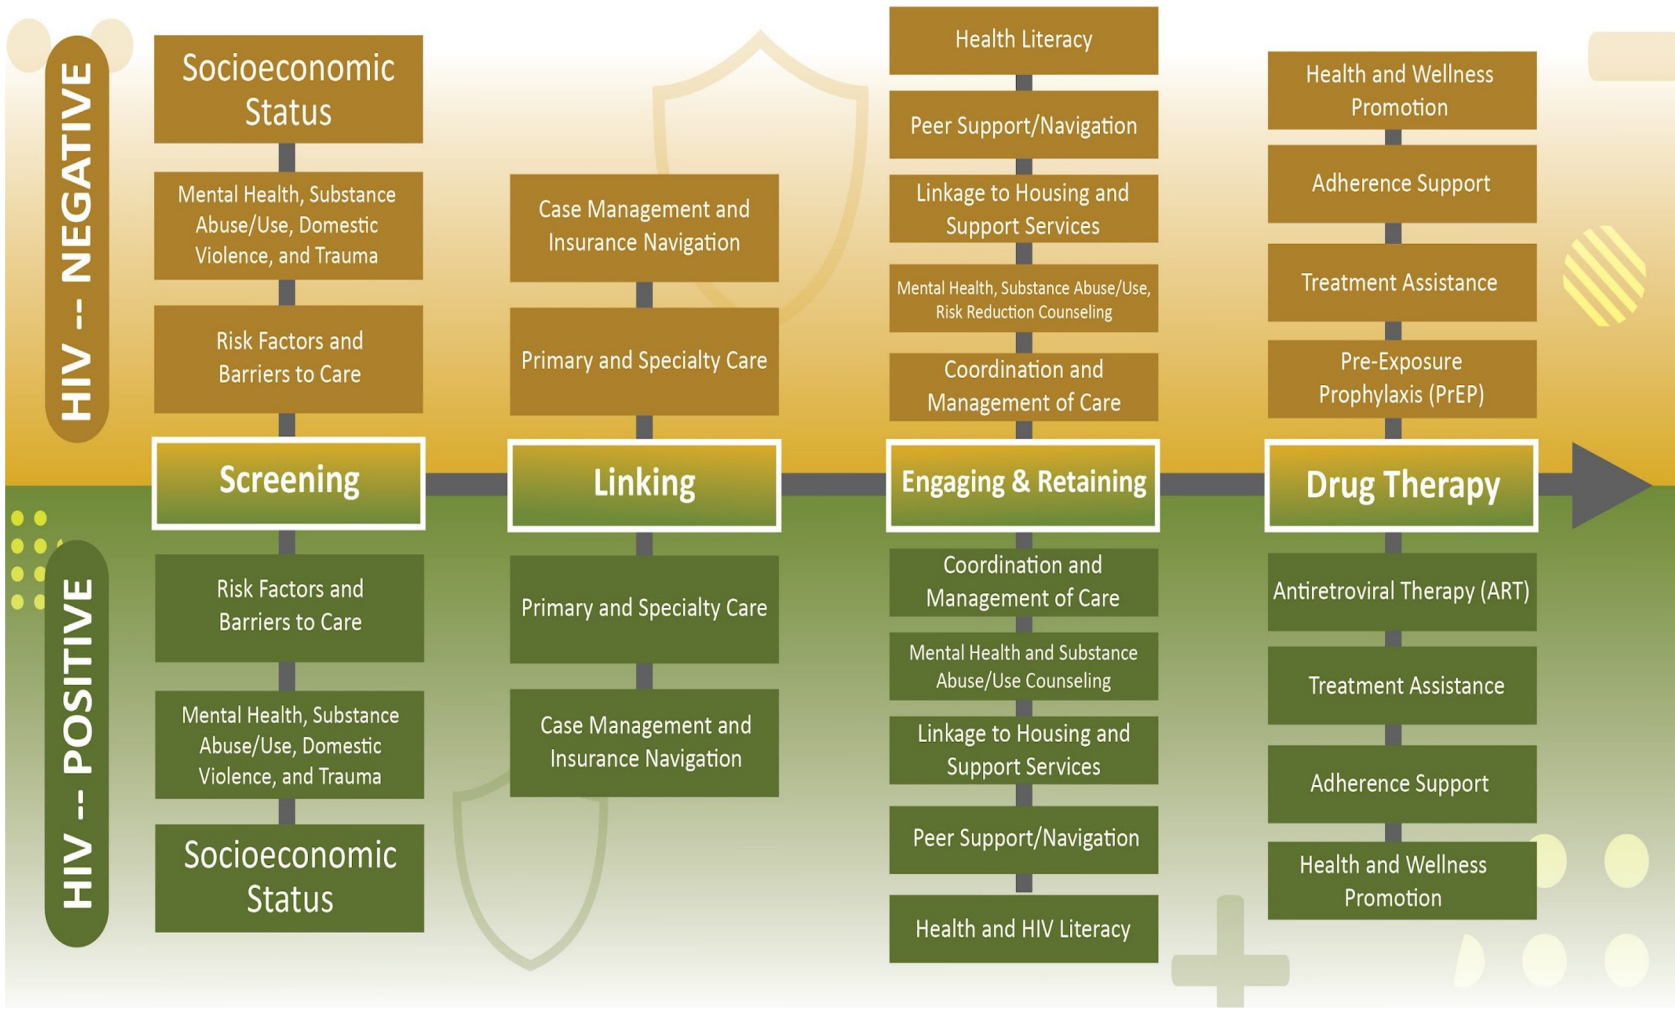 HIV -- NEGATIVE
Socioeconomic
Status
Mental Health, Substance
Abuse/Use, Domestic
Violence, and Trauma
Risk Factors and
Barriers to Care
Case Management and
Insurance Navigation
Primary and Specialty Care
Health Literacy
Peer Support/Navigation
Linkage to Housing and
Support Services
Mental Health, Substance Abuse/Use,
Risk Reduction Counseling
Coordination and
Management of Care
Health and Wellness
Promotion
Adherence Support
Treatment Assistance
Pre-Exposure
Prophylaxis (PrEP)
Screening
Linking
Engaging & Retaining
Drug Therapy
HIV -- POSITIVE
Risk Factors and
Barriers to Care
Mental Health, Substance
Abuse/Use, Domestic
Violence, and Trauma
Socioeconomic
Status
Primary and Specialty Care
Case Management and
Insurance Navigation
Coordination and
Management of Care
Mental Health and Substance
Abuse/Use Counseling
Linkage to Housing and
Support Services
Peer Support/Navigation
Health and HIV Literacy
Antiretroviral Therapy (ART)
Treatment Assistance
Adherence Support
Health and Wellness
Promotion